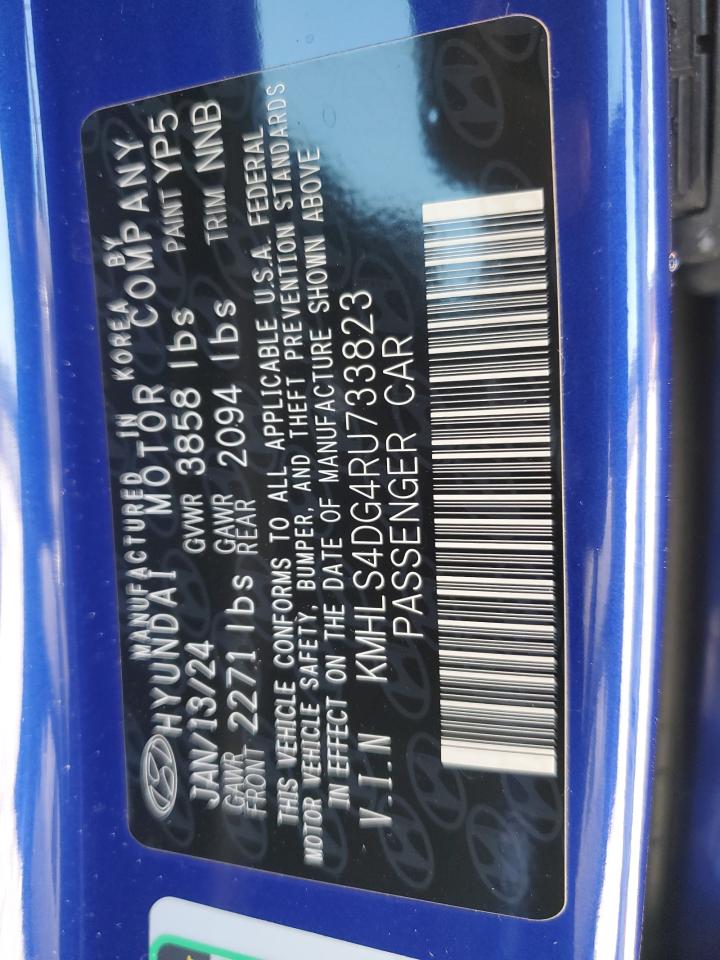 MANUFACTURED IN KOREA BY
HYUNDAI MOTOR COMPANY
JAN/13/24 GVWR 3858 lbs PAINT YP5
GAWR FRONT 2271 lbs GAWR REAR 2094 lbs TRIM NNB
THIS VEHICLE CONFORMS TO ALL APPLICABLE U.S.A. FEDERAL
MOTOR VEHICLE SAFETY, BUMPER, AND THEFT PREVENTION STANDARDS
IN EFFECT ON THE DATE OF MANUFACTURE SHOWN ABOVE
V.I.N KMHLS4DG4RU733823
PASSENGER CAR